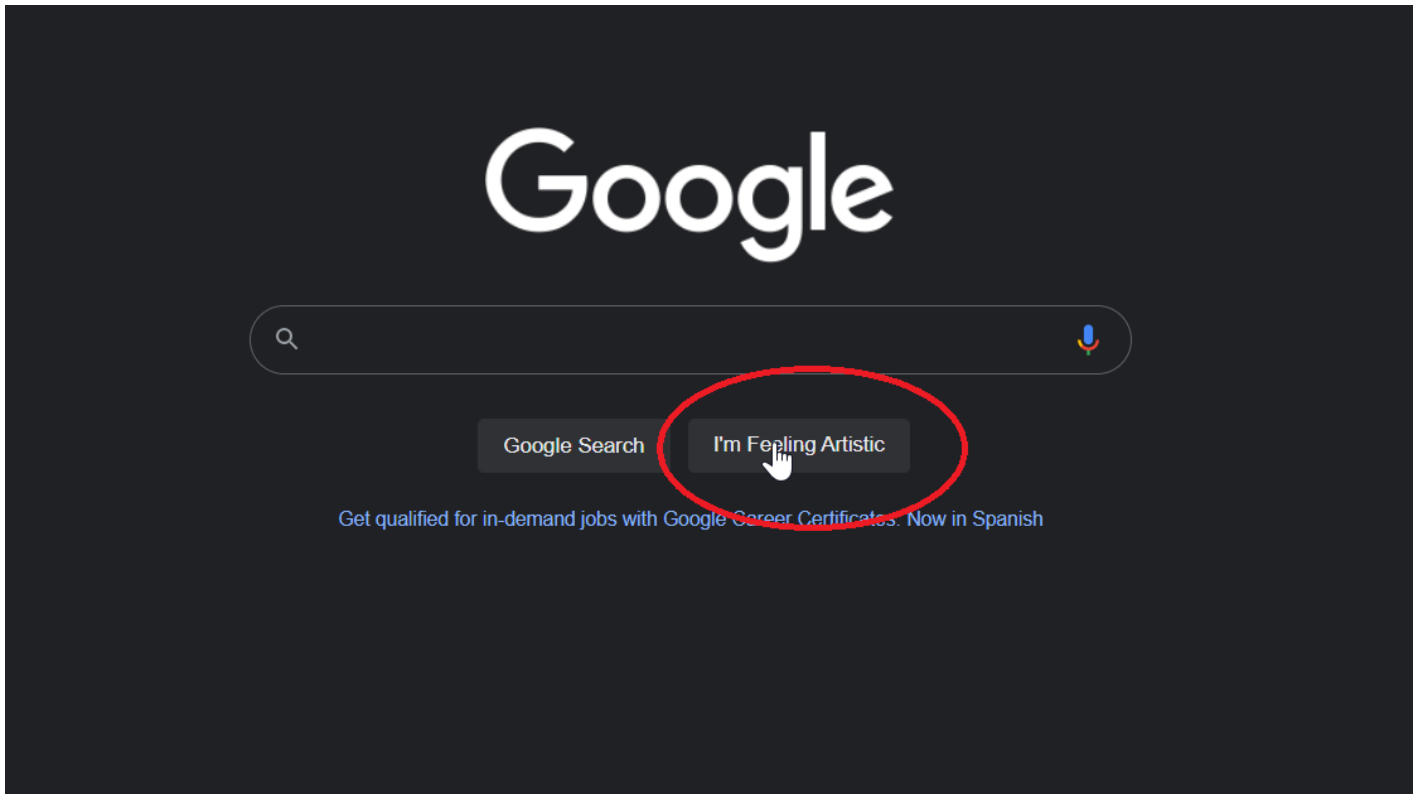 Google
Google Search
I'm Feeling Artistic
Get qualified for in-demand jobs with Google Career Certificates. Now in Spanish